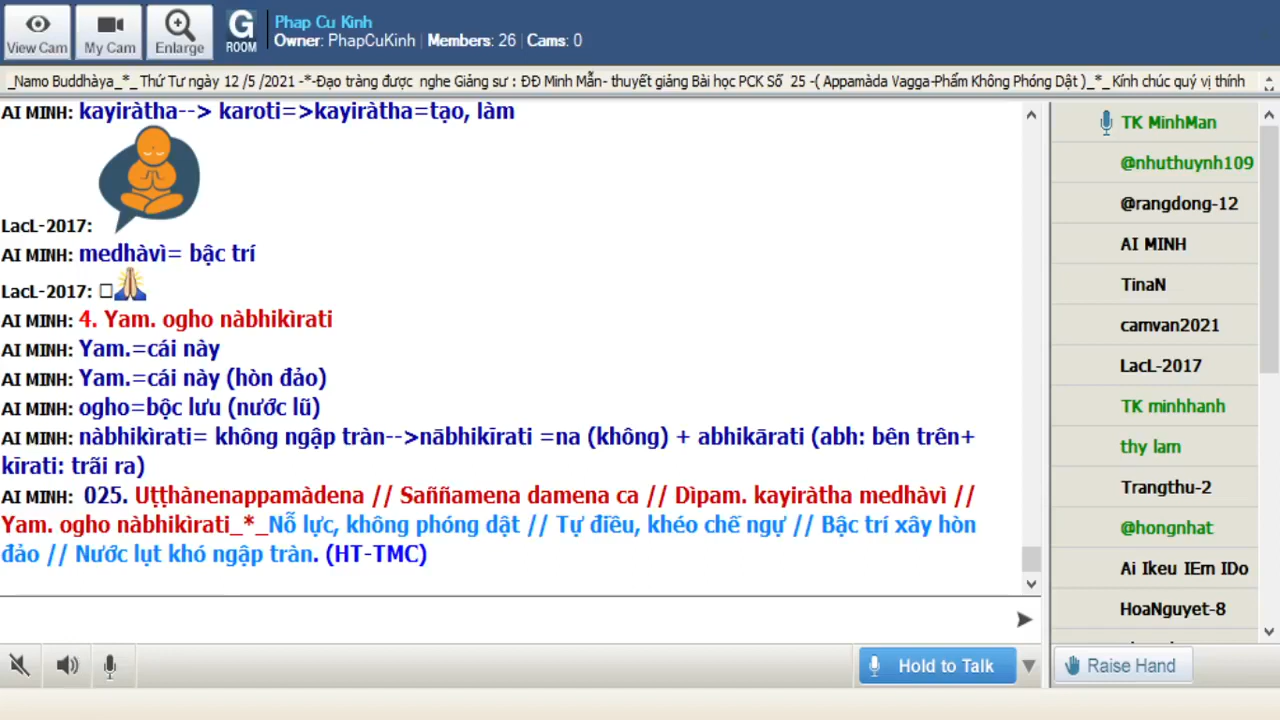 Phap Cu Kinh
Owner: PhapCuKinh | Members: 26 | Cams: 0
View Cam
My Cam
Enlarge
G ROOM
_Namo Buddhàya_*_ Thứ Tư ngày 12 /5 /2021 -*-Đạo tràng được nghe Giảng sư : ĐĐ Minh Mẫn- thuyết giảng Bài học PCK Số 25 -( Appamàda Vagga-Phẩm Không Phóng Dật )_*_ Kính chúc quý vị thính
AI MINH: kayiràtha--> karoti=>kayiràtha=tạo, làm
LacL-2017:
AI MINH: medhàvì= bậc trí
LacL-2017:
AI MINH: 4. Yam. ogho nàbhikìrati
AI MINH: Yam.=cái này
AI MINH: Yam.=cái này (hòn đảo)
AI MINH: ogho=bộc lưu (nước lũ)
AI MINH: nàbhikìrati= không ngập tràn-->nābhikīrati =na (không) + abhikārati (abh: bên trên+
kīrati: trãi ra)
AI MINH: 025. Uṭṭhànenappamàdena // Saññamena damena ca // Dìpam. kayiràtha medhàvì //
Yam. ogho nàbhikìrati_*_Nỗ lực, không phóng dật // Tự điều, khéo chế ngự // Bậc trí xây hòn
đảo // Nước lụt khó ngập tràn. (HT-TMC)
TK MinhMan
@nhuthuynh109
@rangdong-12
AI MINH
TinaN
camvan2021
LacL-2017
TK minhhanh
thy lam
Trangthu-2
@hongnhat
Ai Ikeu IEm IDo
HoaNguyet-8
Hold to Talk
Raise Hand